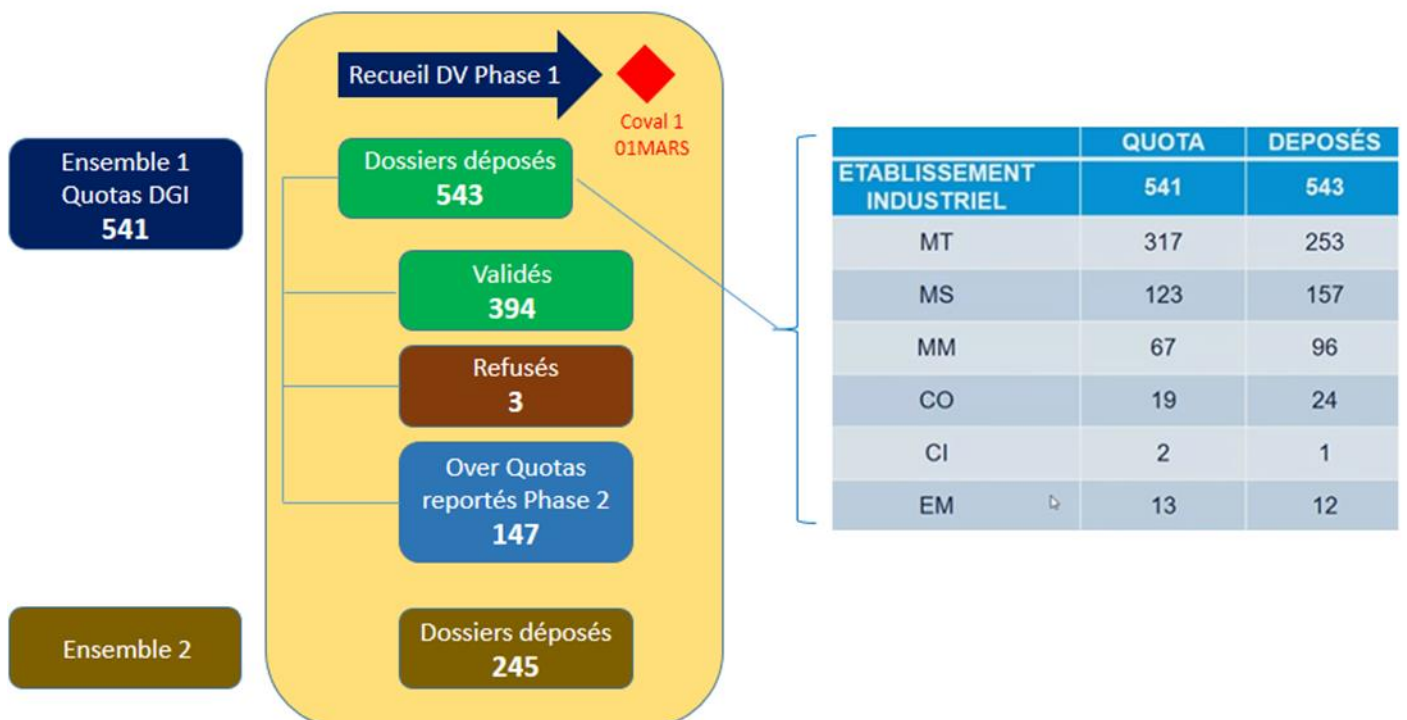 Recueil DV Phase 1
Coval 1
01MARS
Ensemble 1
Quotas DGI
541
Dossiers déposés
543
Validés
394
Refusés
3
Over Quotas
reportés Phase 2
147
Ensemble 2
Dossiers déposés
245
QUOTA DEPOSÉS
ETABLISSEMENT
INDUSTRIEL 541 543
MT 317 253
MS 123 157
MM 67 96
CO 19 24
CI 2 1
EM 13 12